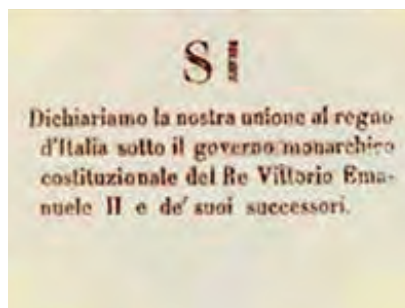 SI
Dichiariamo la nostra unione al regno
d'Italia sotto il governo monarchico
costituzionale del Re Vittorio Ema-
nuele II e de' suoi successori.